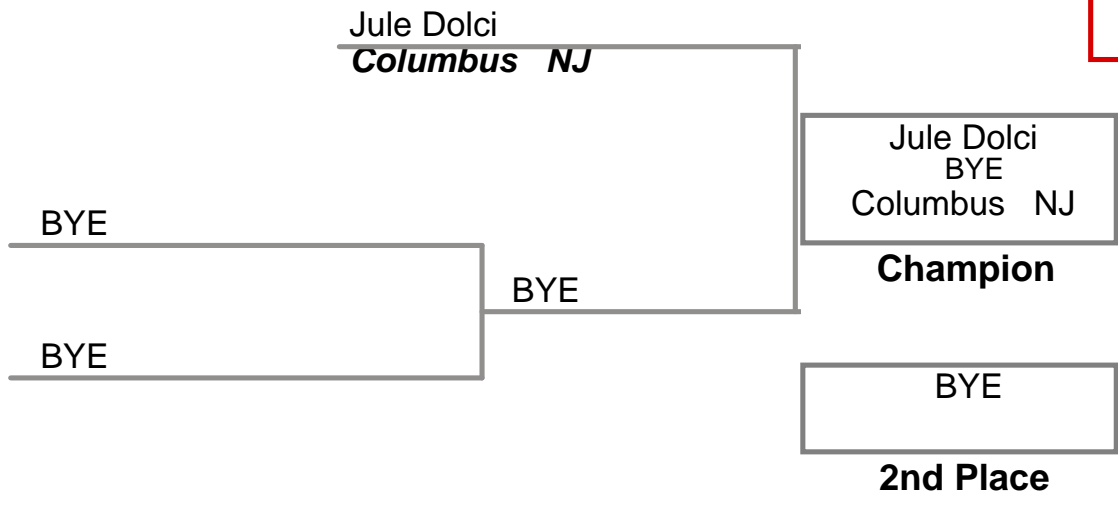 Jule Dolci
Columbus NJ
Jule Dolci
BYE
Columbus NJ
Champion
BYE
BYE
BYE
BYE
2nd Place